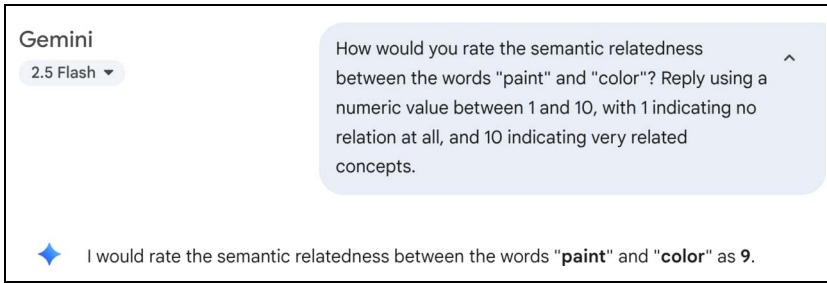 Gemini
2.5 Flash
How would you rate the semantic relatedness
between the words "paint" and "color"? Reply using a
numeric value between 1 and 10, with 1 indicating no
relation at all, and 10 indicating very related
concepts.
I would rate the semantic relatedness between the words "paint" and "color" as 9.